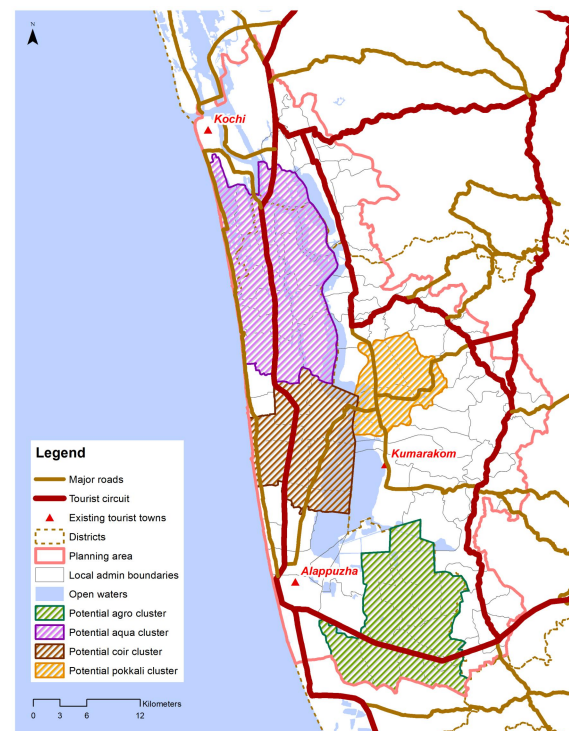 N
Kochi
Kumarakom
Alappuzha
Legend
Major roads
Tourist circuit
Existing tourist towns
Districts
Planning area
Local admin boundaries
Open waters
Potential agro cluster
Potential aqua cluster
Potential coir cluster
Potential pokkali cluster
Kilometers
0 3 6 12